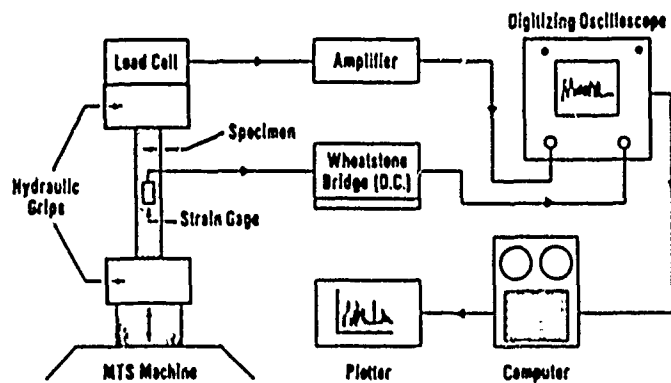 Digitizing Oscilloscope
Load Cell
Amplifier
Specimen
Wheatstone
Bridge (D.C.)
Hydraulic
Grips
Strain Gage
MTS Machine
Plotter
Computer